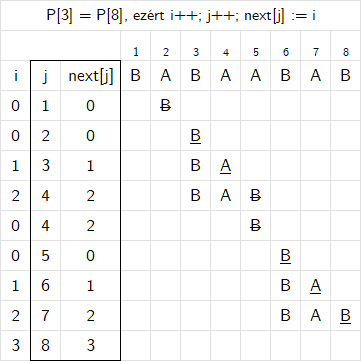 P[3] = P[8], ezért i++; j++; next[j] := i
1 2 3 4 5 6 7 8
i j next[j] B A B A A B A B
0 1 0 B
0 2 0 B
1 3 1 B A
2 4 2 B A B
0 4 2 B
0 5 0 B
1 6 1 B A
2 7 2 B A B
3 8 3